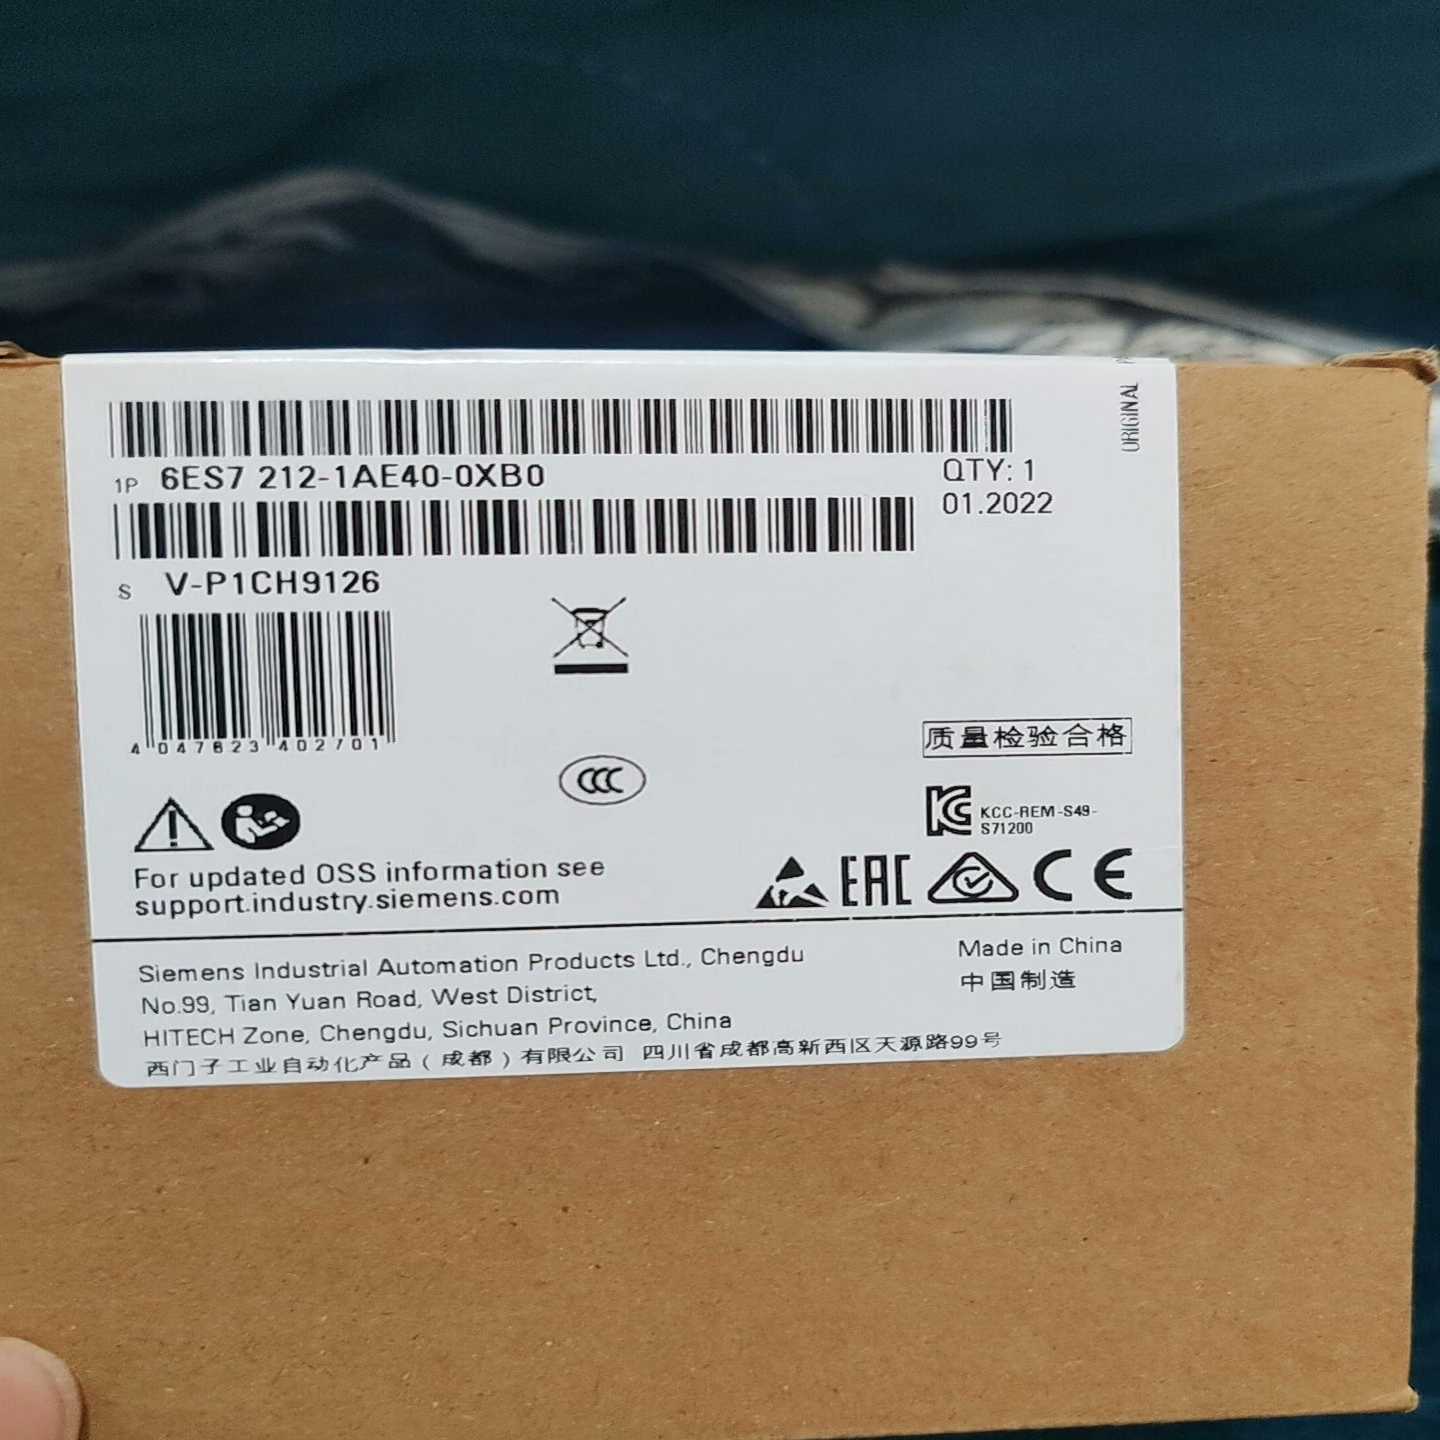 ORIGINAL
1P 6ES7 212-1AE40-0XB0
QTY: 1
01.2022
S V-P1CH9126
4 047623 402701
质量检验合格
CCC
KCC-REM-S49-
S71200
For updated OSS information see
support.industry.siemens.com
EAC
CE
Siemens Industrial Automation Products Ltd., Chengdu
No.99, Tian Yuan Road, West District,
HITECH Zone, Chengdu, Sichuan Province, China
西门子工业自动化产品(成都)有限公司 四川省成都高新西区天源路99号
Made in China
中国制造